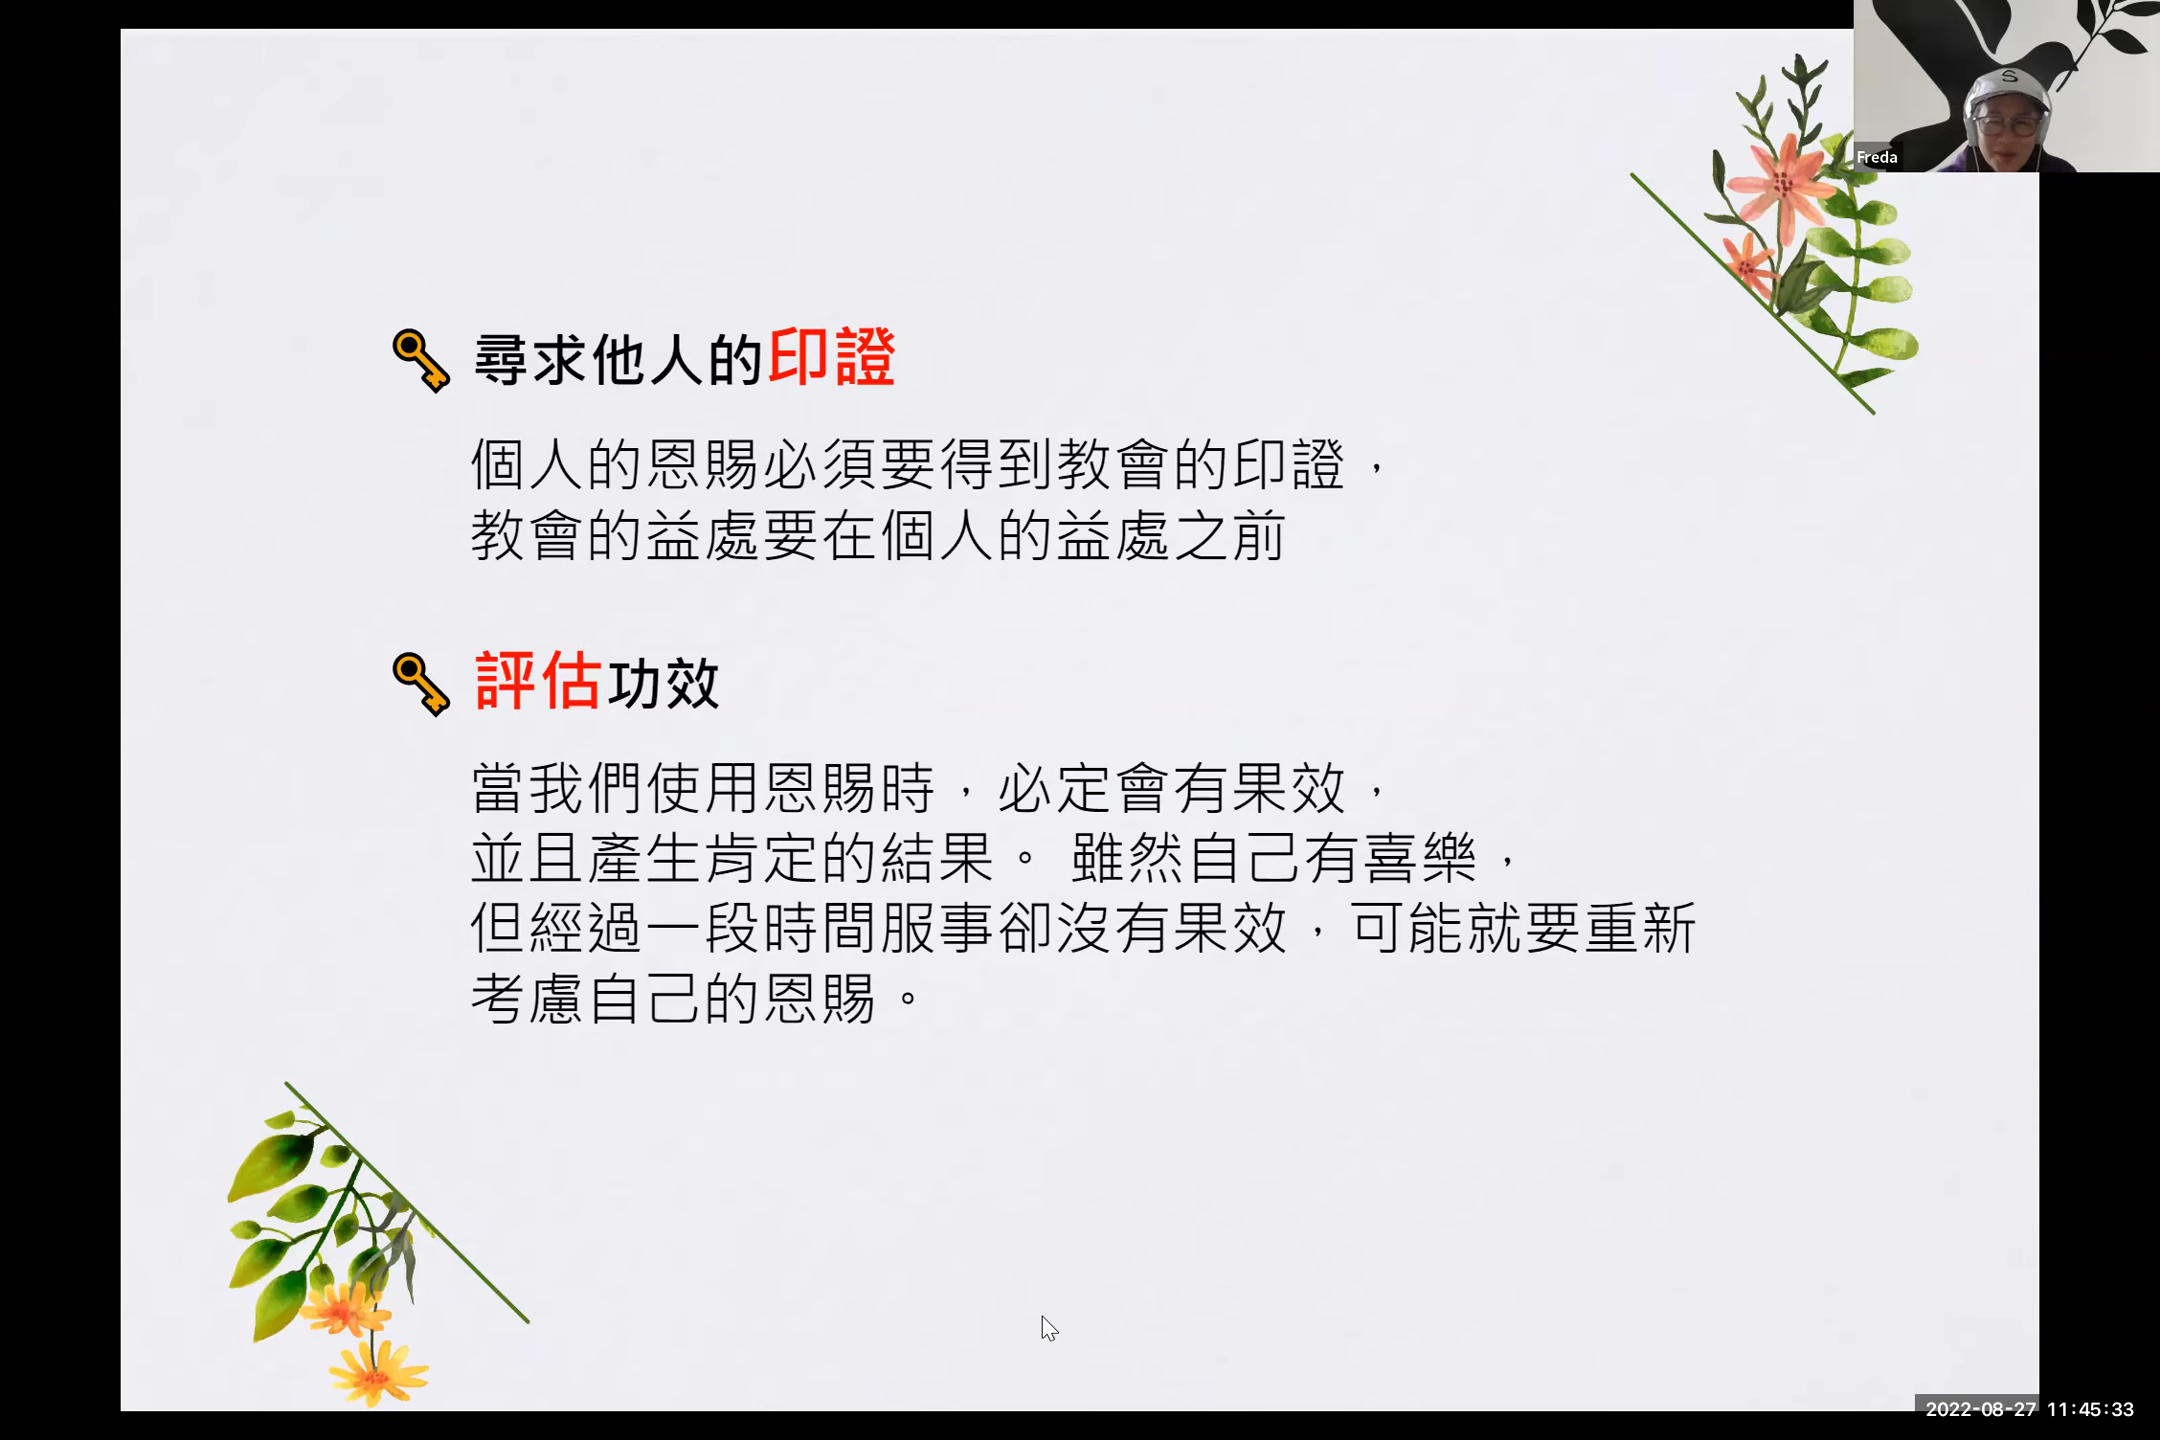 S
Freda
尋求他人的印證
個人的恩賜必須要得到教會的印證，
教會的益處要在個人的益處之前
評估功效
當我們使用恩賜時，必定會有果效，
並且產生肯定的結果。 雖然自己有喜樂，
但經過一段時間服事卻沒有果效，可能就要重新
考慮自己的恩賜。
2022-08-27 11:45:33